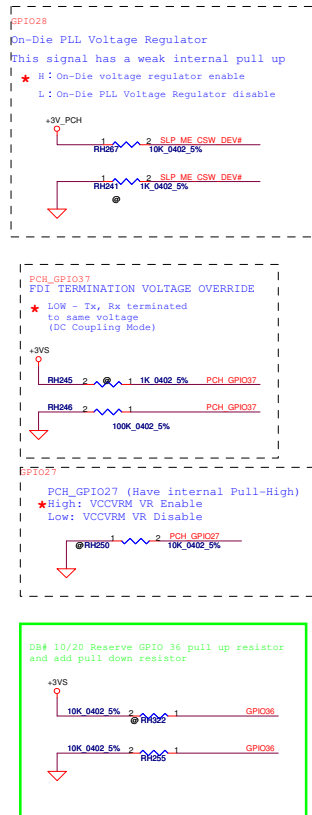 GPIO28
On-Die PLL Voltage Regulator
This signal has a weak internal pull up
* H : On-Die voltage regulator enable
L : On-Die PLL Voltage Regulator disable
+3V_PCH
1 2 SLP_ME_CSW_DEV#
RH267 10K_0402_5%
1 2 SLP_ME_CSW_DEV#
RH241 1K_0402_5%
@
PCH_GPIO37
FDI TERMINATION VOLTAGE OVERRIDE
* LOW - Tx, Rx terminated
to same voltage
(DC Coupling Mode)
+3VS
RH245 2 @ 1 1K_0402_5% PCH_GPIO37
RH246 2 1 PCH_GPIO37
100K_0402_5%
GPIO27
PCH_GPIO27 (Have internal Pull-High)
*High: VCCVRM VR Enable
Low: VCCVRM VR Disable
1 2 PCH_GPIO27
@RH250 10K_0402_5%
DB# 10/20 Reserve GPIO 36 pull up resistor
and add pull down resistor
+3VS
10K_0402_5% 2 1 GPIO36
@ RH322
10K_0402_5% 2 1 GPIO36
RH255